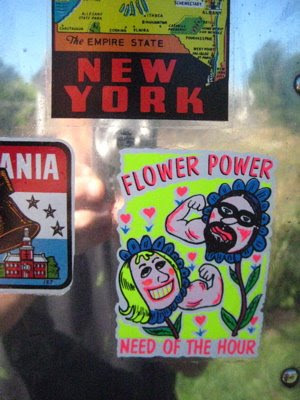 The EMPIRE STATE
NEW
YORK
ANIA
FLOWER POWER
NEED OF THE HOUR